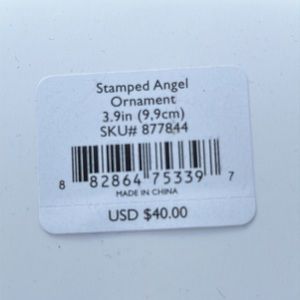 Stamped Angel
Ornament
3.9in (9.9cm)
SKU# 877844
8 82864 75339 7
MADE IN CHINA
USD $40.00